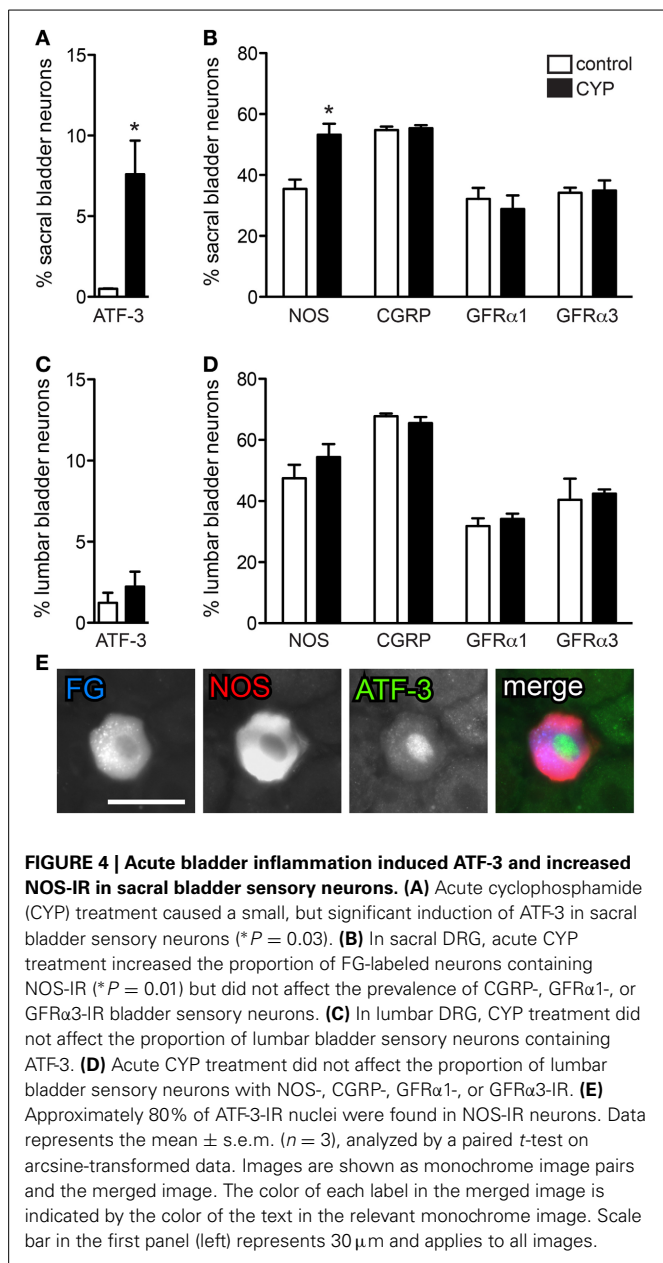 A
B
15
10
5
0
% sacral bladder neurons
*
ATF-3
80
60
40
20
0
% sacral bladder neurons
*
control
CYP
NOS CGRP GFRα1 GFRα3
C
D
15
10
5
0
% lumbar bladder neurons
ATF-3
80
60
40
20
0
% lumbar bladder neurons
NOS CGRP GFRα1 GFRα3
E
FG NOS ATF-3 merge
FIGURE 4 | Acute bladder inflammation induced ATF-3 and increased
NOS-IR in sacral bladder sensory neurons. (A) Acute cyclophosphamide
(CYP) treatment caused a small, but significant induction of ATF-3 in sacral
bladder sensory neurons (*P = 0.03). (B) In sacral DRG, acute CYP
treatment increased the proportion of FG-labeled neurons containing
NOS-IR (*P = 0.01) but did not affect the prevalence of CGRP-, GFRα1-, or
GFRα3-IR bladder sensory neurons. (C) In lumbar DRG, CYP treatment did
not affect the proportion of lumbar bladder sensory neurons containing
ATF-3. (D) Acute CYP treatment did not affect the proportion of lumbar
bladder sensory neurons with NOS-, CGRP-, GFRα1-, or GFRα3-IR. (E)
Approximately 80% of ATF-3-IR nuclei were found in NOS-IR neurons. Data
represents the mean ± s.e.m. (n = 3), analyzed by a paired t-test on
arcsine-transformed data. Images are shown as monochrome image pairs
and the merged image. The color of each label in the merged image is
indicated by the color of the text in the relevant monochrome image. Scale
bar in the first panel (left) represents 30 μm and applies to all images.